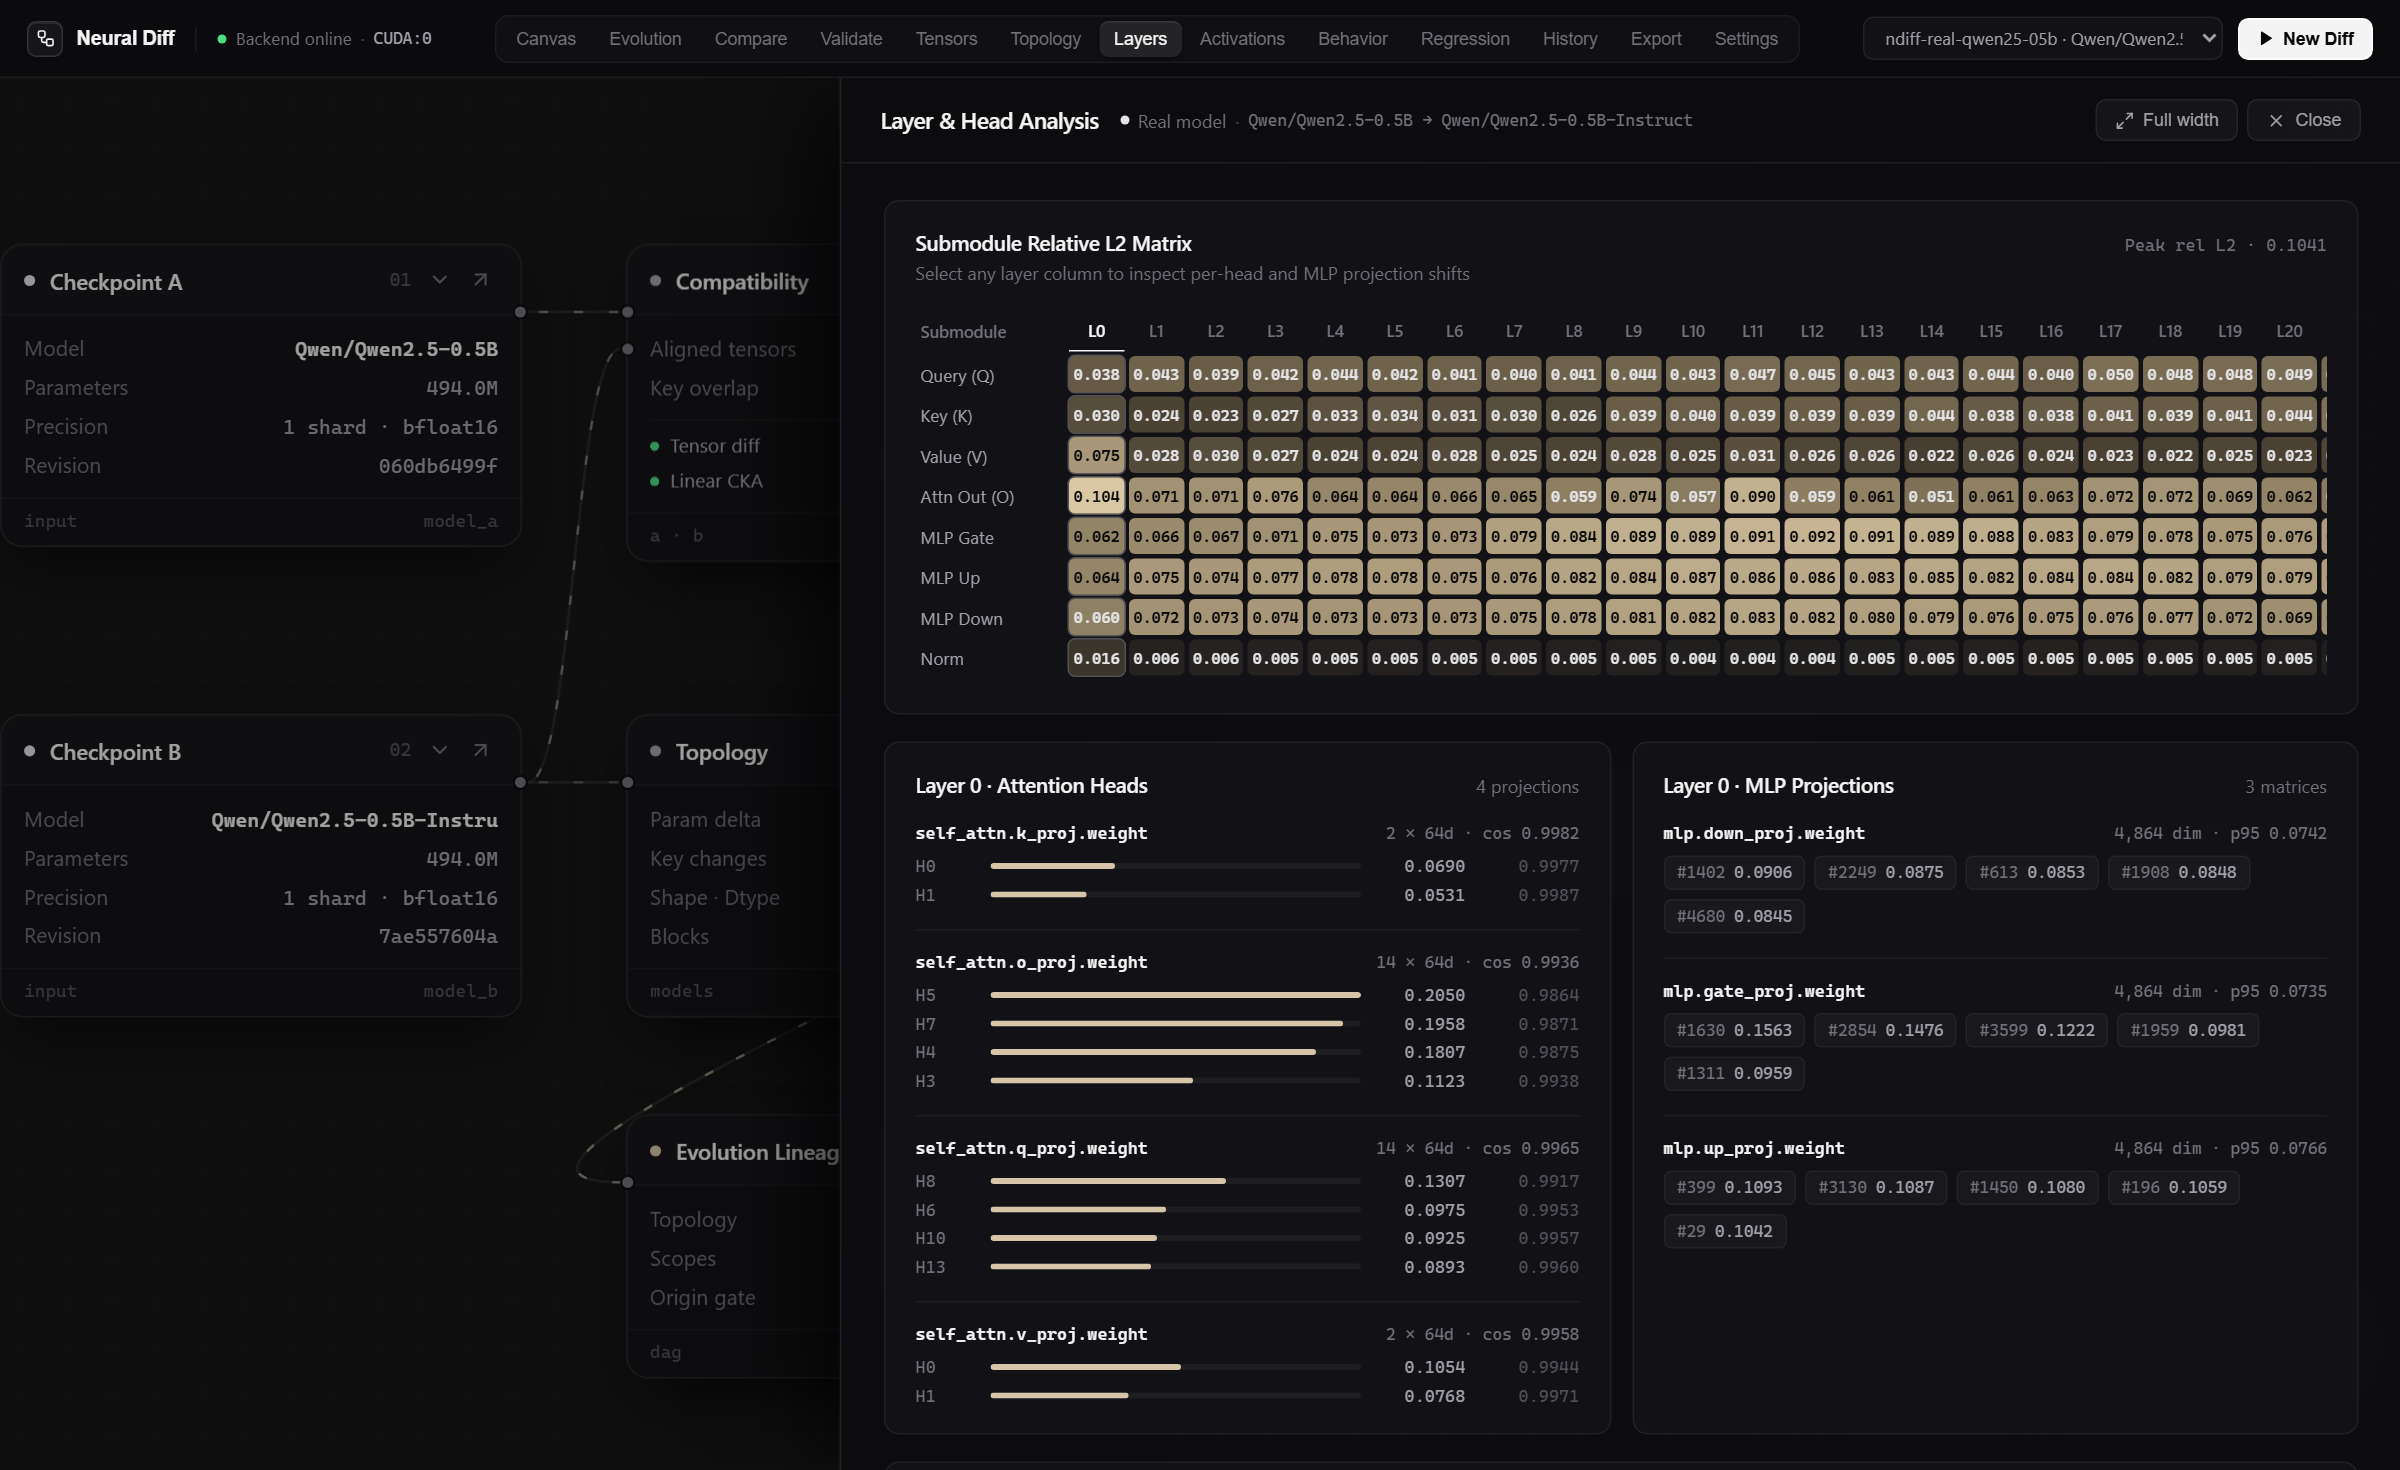 Neural Diff
Backend online · CUDA:0
Canvas Evolution Compare Validate Tensors Topology Layers Activations Behavior Regression History Export Settings
ndiff-real-qwen25-05b · Qwen/Qwen2.!
New Diff
Checkpoint A 01
Model Qwen/Qwen2.5-0.5B
Parameters 494.0M
Precision 1 shard · bfloat16
Revision 060db6499f
input model_a
Checkpoint B 02
Model Qwen/Qwen2.5-0.5B-Instru
Parameters 494.0M
Precision 1 shard · bfloat16
Revision 7ae557604a
input model_b
Compatibility
Aligned tensors
Key overlap
Tensor diff
Linear CKA
a · b
Topology
Param delta
Key changes
Shape · Dtype
Blocks
models
Evolution Lineag
Topology
Scopes
Origin gate
dag
Layer & Head Analysis Real model · Qwen/Qwen2.5-0.5B → Qwen/Qwen2.5-0.5B-Instruct
Full width Close
Submodule Relative L2 Matrix Peak rel L2 · 0.1041
Select any layer column to inspect per-head and MLP projection shifts
Submodule L0 L1 L2 L3 L4 L5 L6 L7 L8 L9 L10 L11 L12 L13 L14 L15 L16 L17 L18 L19 L20
Query (Q) 0.038 0.043 0.039 0.042 0.044 0.042 0.041 0.040 0.041 0.044 0.043 0.047 0.045 0.043 0.043 0.044 0.040 0.050 0.048 0.048 0.049
Key (K) 0.030 0.024 0.023 0.027 0.033 0.034 0.031 0.030 0.026 0.039 0.040 0.039 0.039 0.039 0.044 0.038 0.038 0.041 0.039 0.041 0.044
Value (V) 0.075 0.028 0.030 0.027 0.024 0.024 0.028 0.025 0.024 0.028 0.025 0.031 0.026 0.026 0.022 0.026 0.024 0.023 0.022 0.025 0.023
Attn Out (O) 0.104 0.071 0.071 0.076 0.064 0.064 0.066 0.065 0.059 0.074 0.057 0.090 0.059 0.061 0.051 0.061 0.063 0.072 0.072 0.069 0.062
MLP Gate 0.062 0.066 0.067 0.071 0.075 0.073 0.073 0.079 0.084 0.089 0.089 0.091 0.092 0.091 0.089 0.088 0.083 0.079 0.078 0.075 0.076
MLP Up 0.064 0.075 0.074 0.077 0.078 0.078 0.075 0.076 0.082 0.084 0.087 0.086 0.086 0.083 0.085 0.082 0.084 0.084 0.082 0.079 0.079
MLP Down 0.060 0.072 0.073 0.074 0.073 0.073 0.073 0.075 0.078 0.081 0.082 0.083 0.082 0.080 0.079 0.076 0.075 0.076 0.077 0.072 0.069
Norm 0.016 0.006 0.006 0.005 0.005 0.005 0.005 0.005 0.005 0.005 0.004 0.004 0.004 0.005 0.005 0.005 0.005 0.005 0.005 0.005 0.005
Layer 0 · Attention Heads 4 projections
self_attn.k_proj.weight 2 × 64d · cos 0.9982
H0 0.0690 0.9977
H1 0.0531 0.9987
self_attn.o_proj.weight 14 × 64d · cos 0.9936
H5 0.2050 0.9864
H7 0.1958 0.9871
H4 0.1807 0.9875
H3 0.1123 0.9938
self_attn.q_proj.weight 14 × 64d · cos 0.9965
H8 0.1307 0.9917
H6 0.0975 0.9953
H10 0.0925 0.9957
H13 0.0893 0.9960
self_attn.v_proj.weight 2 × 64d · cos 0.9958
H0 0.1054 0.9944
H1 0.0768 0.9971
Layer 0 · MLP Projections 3 matrices
mlp.down_proj.weight 4,864 dim · p95 0.0742
#1402 0.0906 #2249 0.0875 #613 0.0853 #1908 0.0848
#4680 0.0845
mlp.gate_proj.weight 4,864 dim · p95 0.0735
#1630 0.1563 #2854 0.1476 #3599 0.1222 #1959 0.0981
#1311 0.0959
mlp.up_proj.weight 4,864 dim · p95 0.0766
#399 0.1093 #3130 0.1087 #1450 0.1080 #196 0.1059
#29 0.1042